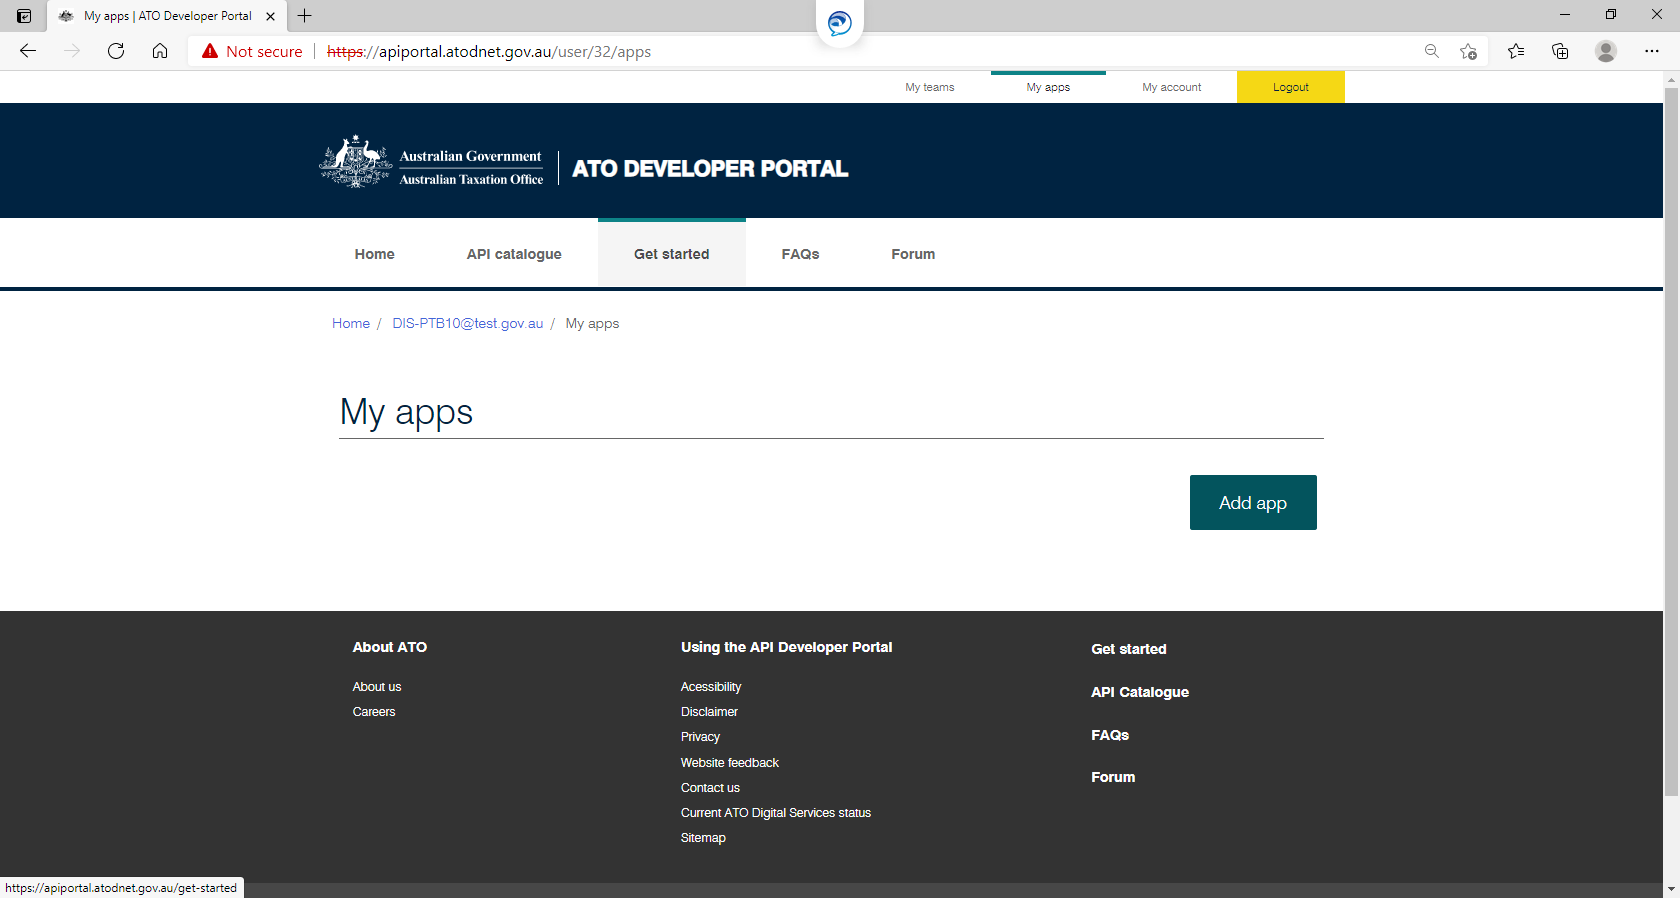 My apps | ATO Developer Portal
Not secure | https://apiportal.atodnet.gov.au/user/32/apps
My teams My apps My account Logout
Australian Government
Australian Taxation Office
ATO DEVELOPER PORTAL
Home API catalogue Get started FAQs Forum
Home / DIS-PTB10@test.gov.au / My apps
My apps
Add app
About ATO
About us
Careers
Using the API Developer Portal
Acessibility
Disclaimer
Privacy
Website feedback
Contact us
Current ATO Digital Services status
Sitemap
Get started
API Catalogue
FAQs
Forum
https://apiportal.atodnet.gov.au/get-started